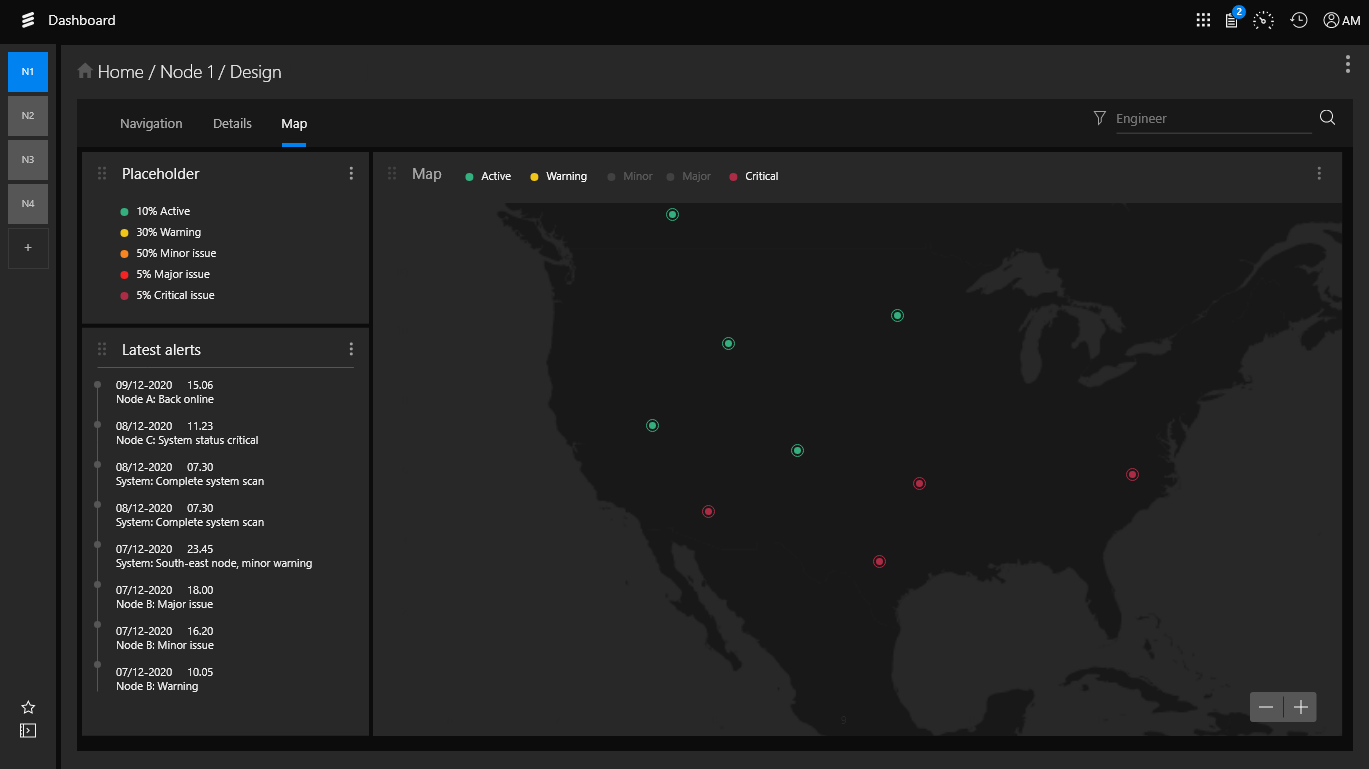 Dashboard
2
AM
N1
N2
N3
N4
+
Home / Node 1 / Design
Navigation Details Map
Engineer
Placeholder
10% Active
30% Warning
50% Minor issue
5% Major issue
5% Critical issue
Latest alerts
09/12-2020 15.06
Node A: Back online
08/12-2020 11.23
Node C: System status critical
08/12-2020 07.30
System: Complete system scan
08/12-2020 07.30
System: Complete system scan
07/12-2020 23.45
System: South-east node, minor warning
07/12-2020 18.00
Node B: Major issue
07/12-2020 16.20
Node B: Minor issue
07/12-2020 10.05
Node B: Warning
Map Active Warning Minor Major Critical